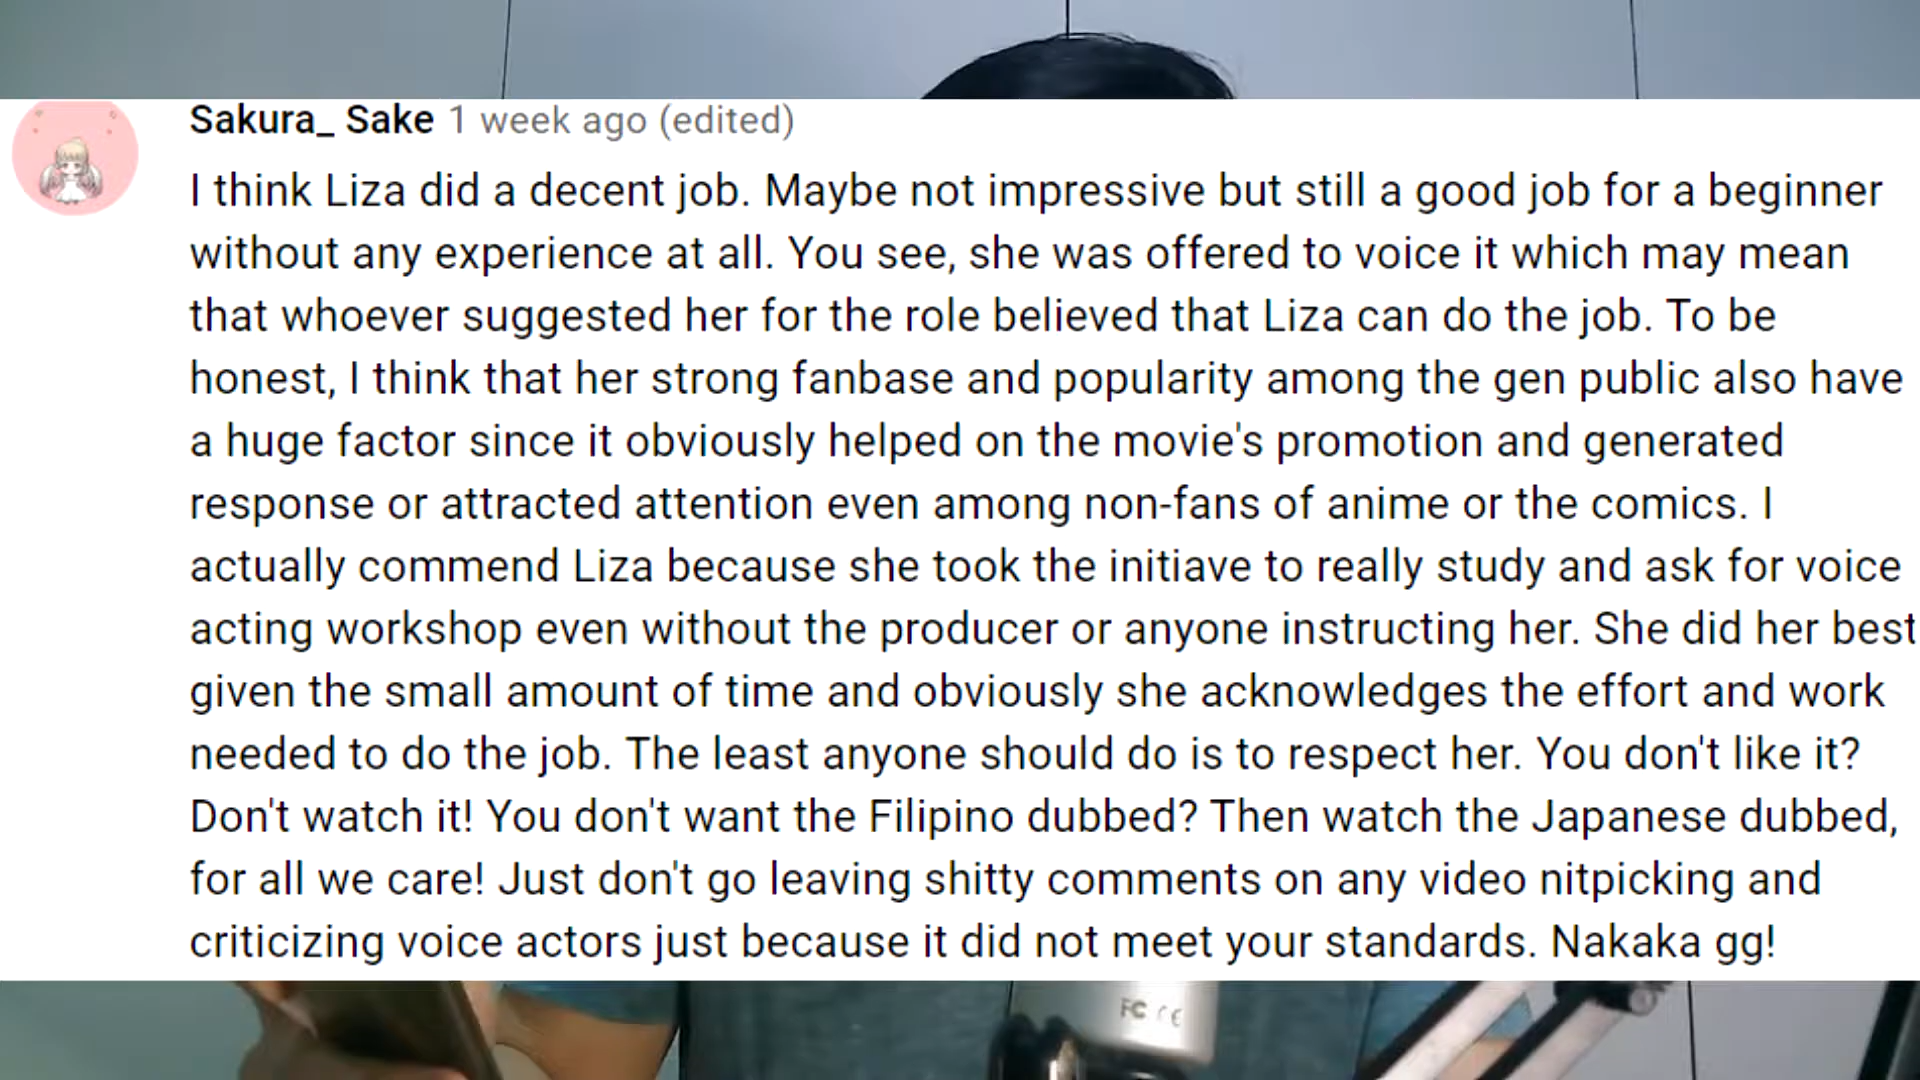 Sakura_ Sake 1 week ago (edited)
I think Liza did a decent job. Maybe not impressive but still a good job for a beginner
without any experience at all. You see, she was offered to voice it which may mean
that whoever suggested her for the role believed that Liza can do the job. To be
honest, I think that her strong fanbase and popularity among the gen public also have
a huge factor since it obviously helped on the movie's promotion and generated
response or attracted attention even among non-fans of anime or the comics. I
actually commend Liza because she took the initiave to really study and ask for voice
acting workshop even without the producer or anyone instructing her. She did her best
given the small amount of time and obviously she acknowledges the effort and work
needed to do the job. The least anyone should do is to respect her. You don't like it?
Don't watch it! You don't want the Filipino dubbed? Then watch the Japanese dubbed,
for all we care! Just don't go leaving shitty comments on any video nitpicking and
criticizing voice actors just because it did not meet your standards. Nakaka gg!
FC CE